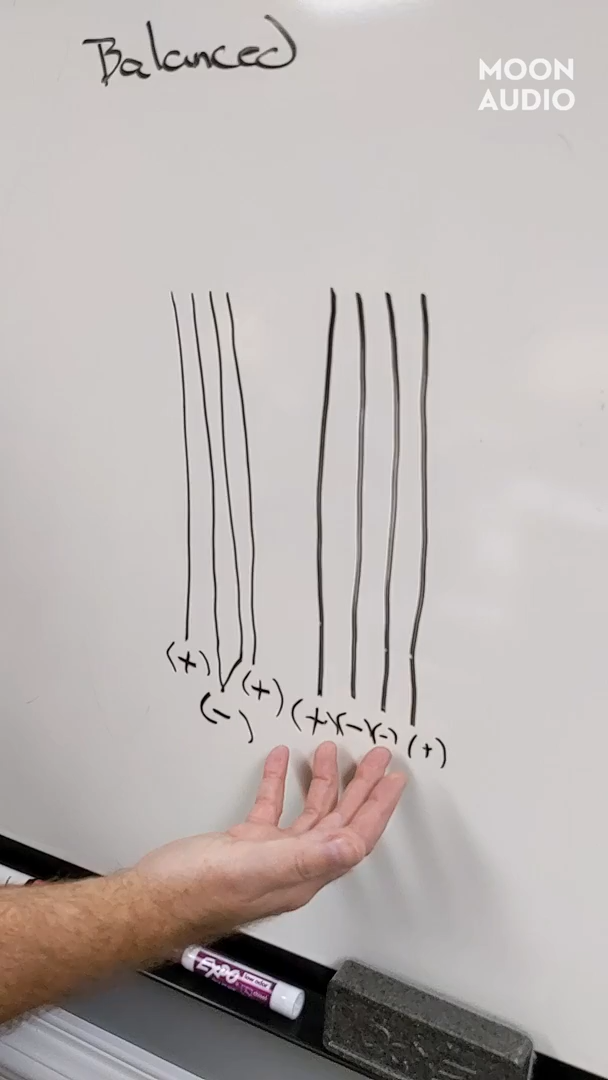 Balanced
MOON
AUDIO
(+) (-) (+) (+)(-)(-) (+)
EXPO